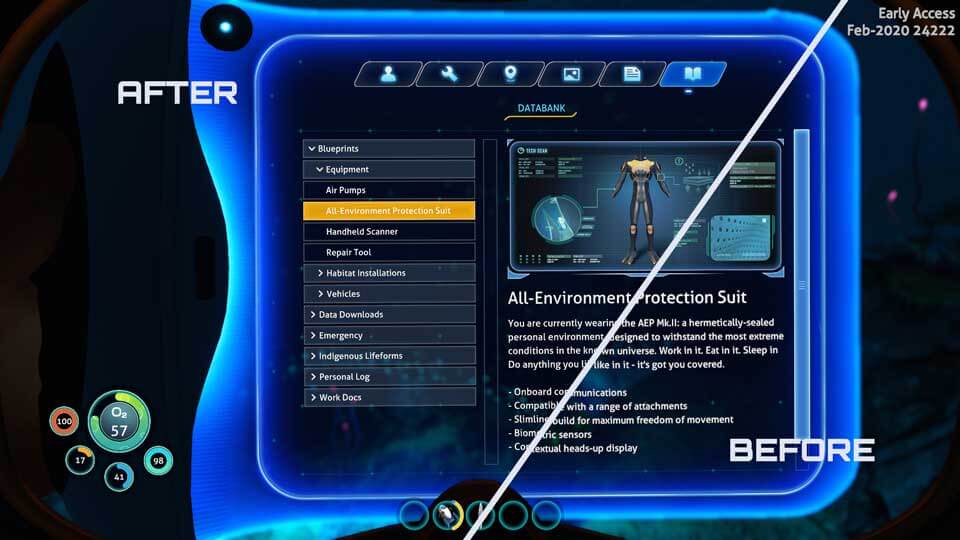 Early Access
Feb-2020 24222
AFTER
DATABANK
Blueprints
Equipment
Air Pumps
All-Environment Protection Suit
Handheld Scanner
Repair Tool
Habitat Installations
Vehicles
Data Downloads
Emergency
Indigenous Lifeforms
Personal Log
Work Docs
TECH SCAN
All-Environment Protection Suit
You are currently wearing the AEP Mk.II: a hermetically-sealed
personal environment designed to withstand the most extreme
conditions in the known universe. Work in it. Eat in it. Sleep in
Do anything you like in it - it's got you covered.
- Onboard communications
- Compatible with a range of attachments
- Slimline build for maximum freedom of movement
- Biometric sensors
- Contextual heads-up display
BEFORE
O₂
57
100
17
41
98